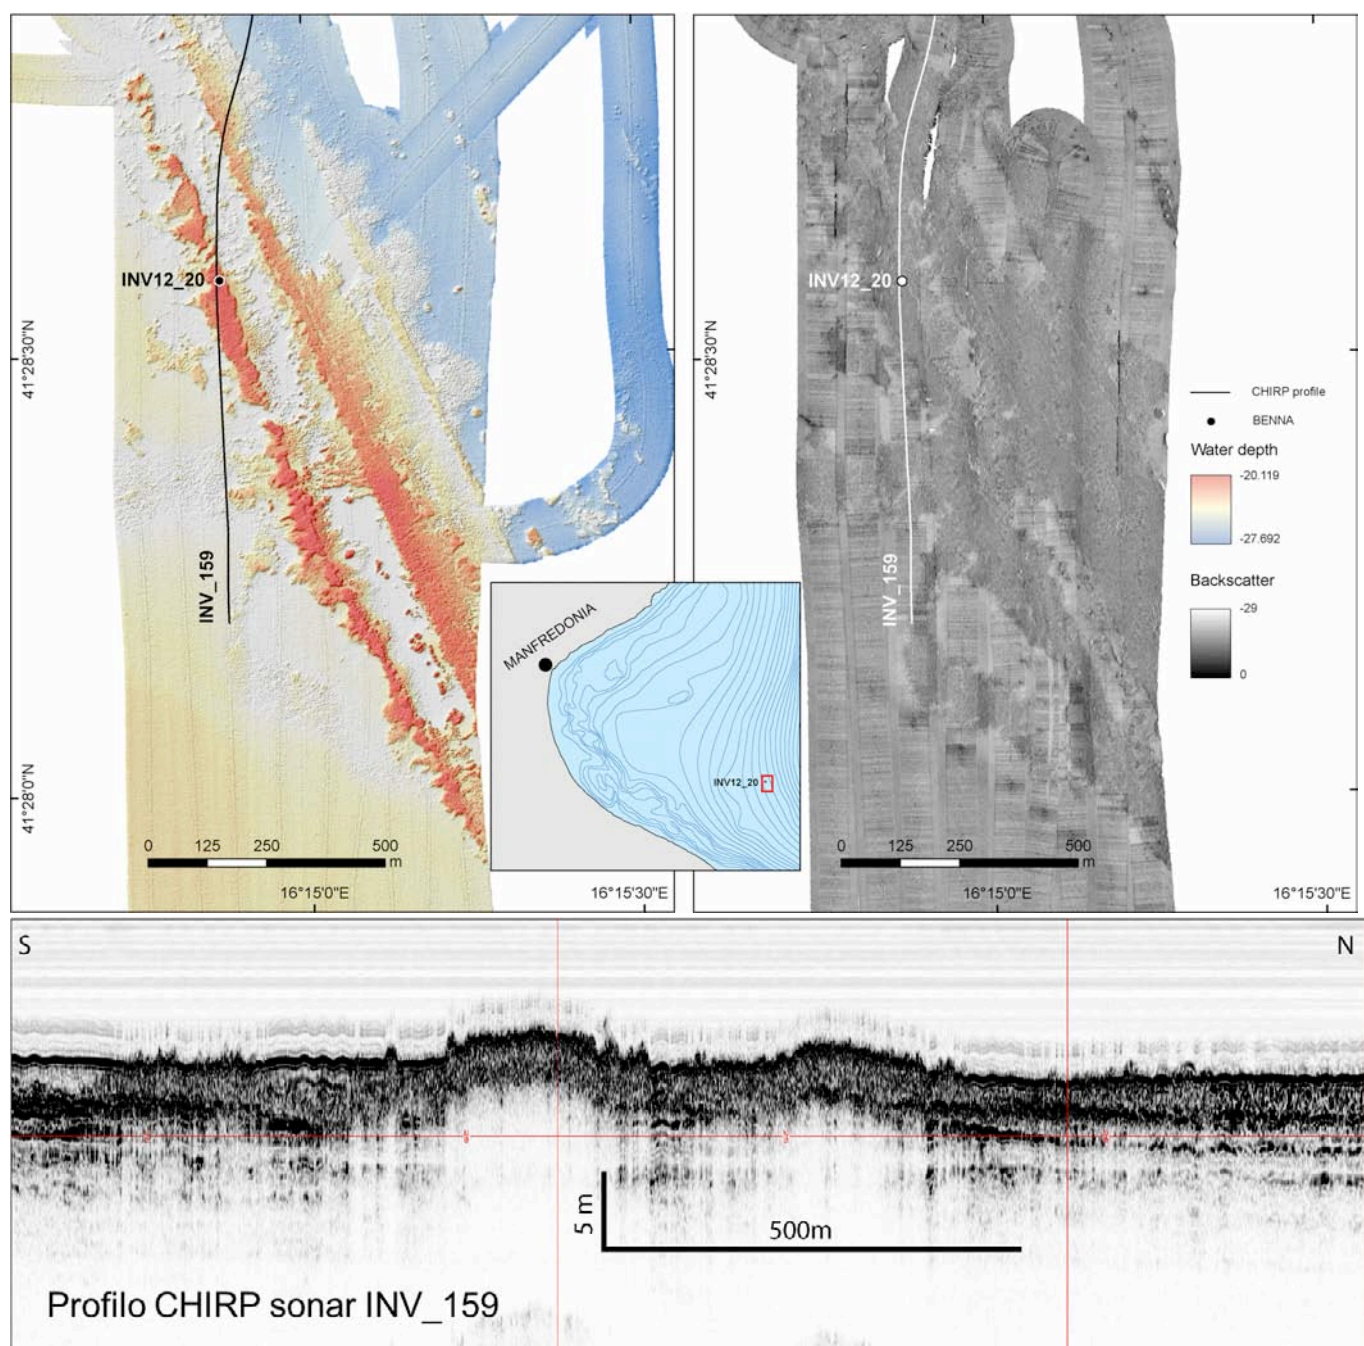 INV12_20
41°28'30"N
INV_159
41°28'0"N
0 125 250 500
m
16°15'0"E
16°15'30"E
MANFREDONIA
INV12_20
INV12_20
41°28'30"N
INV_159
0 125 250 500
m
16°15'0"E
16°15'30"E
CHIRP profile
BENNA
Water depth
-20.119
-27.692
Backscatter
-29
0
S
N
5 m
500m
Profilo CHIRP sonar INV_159